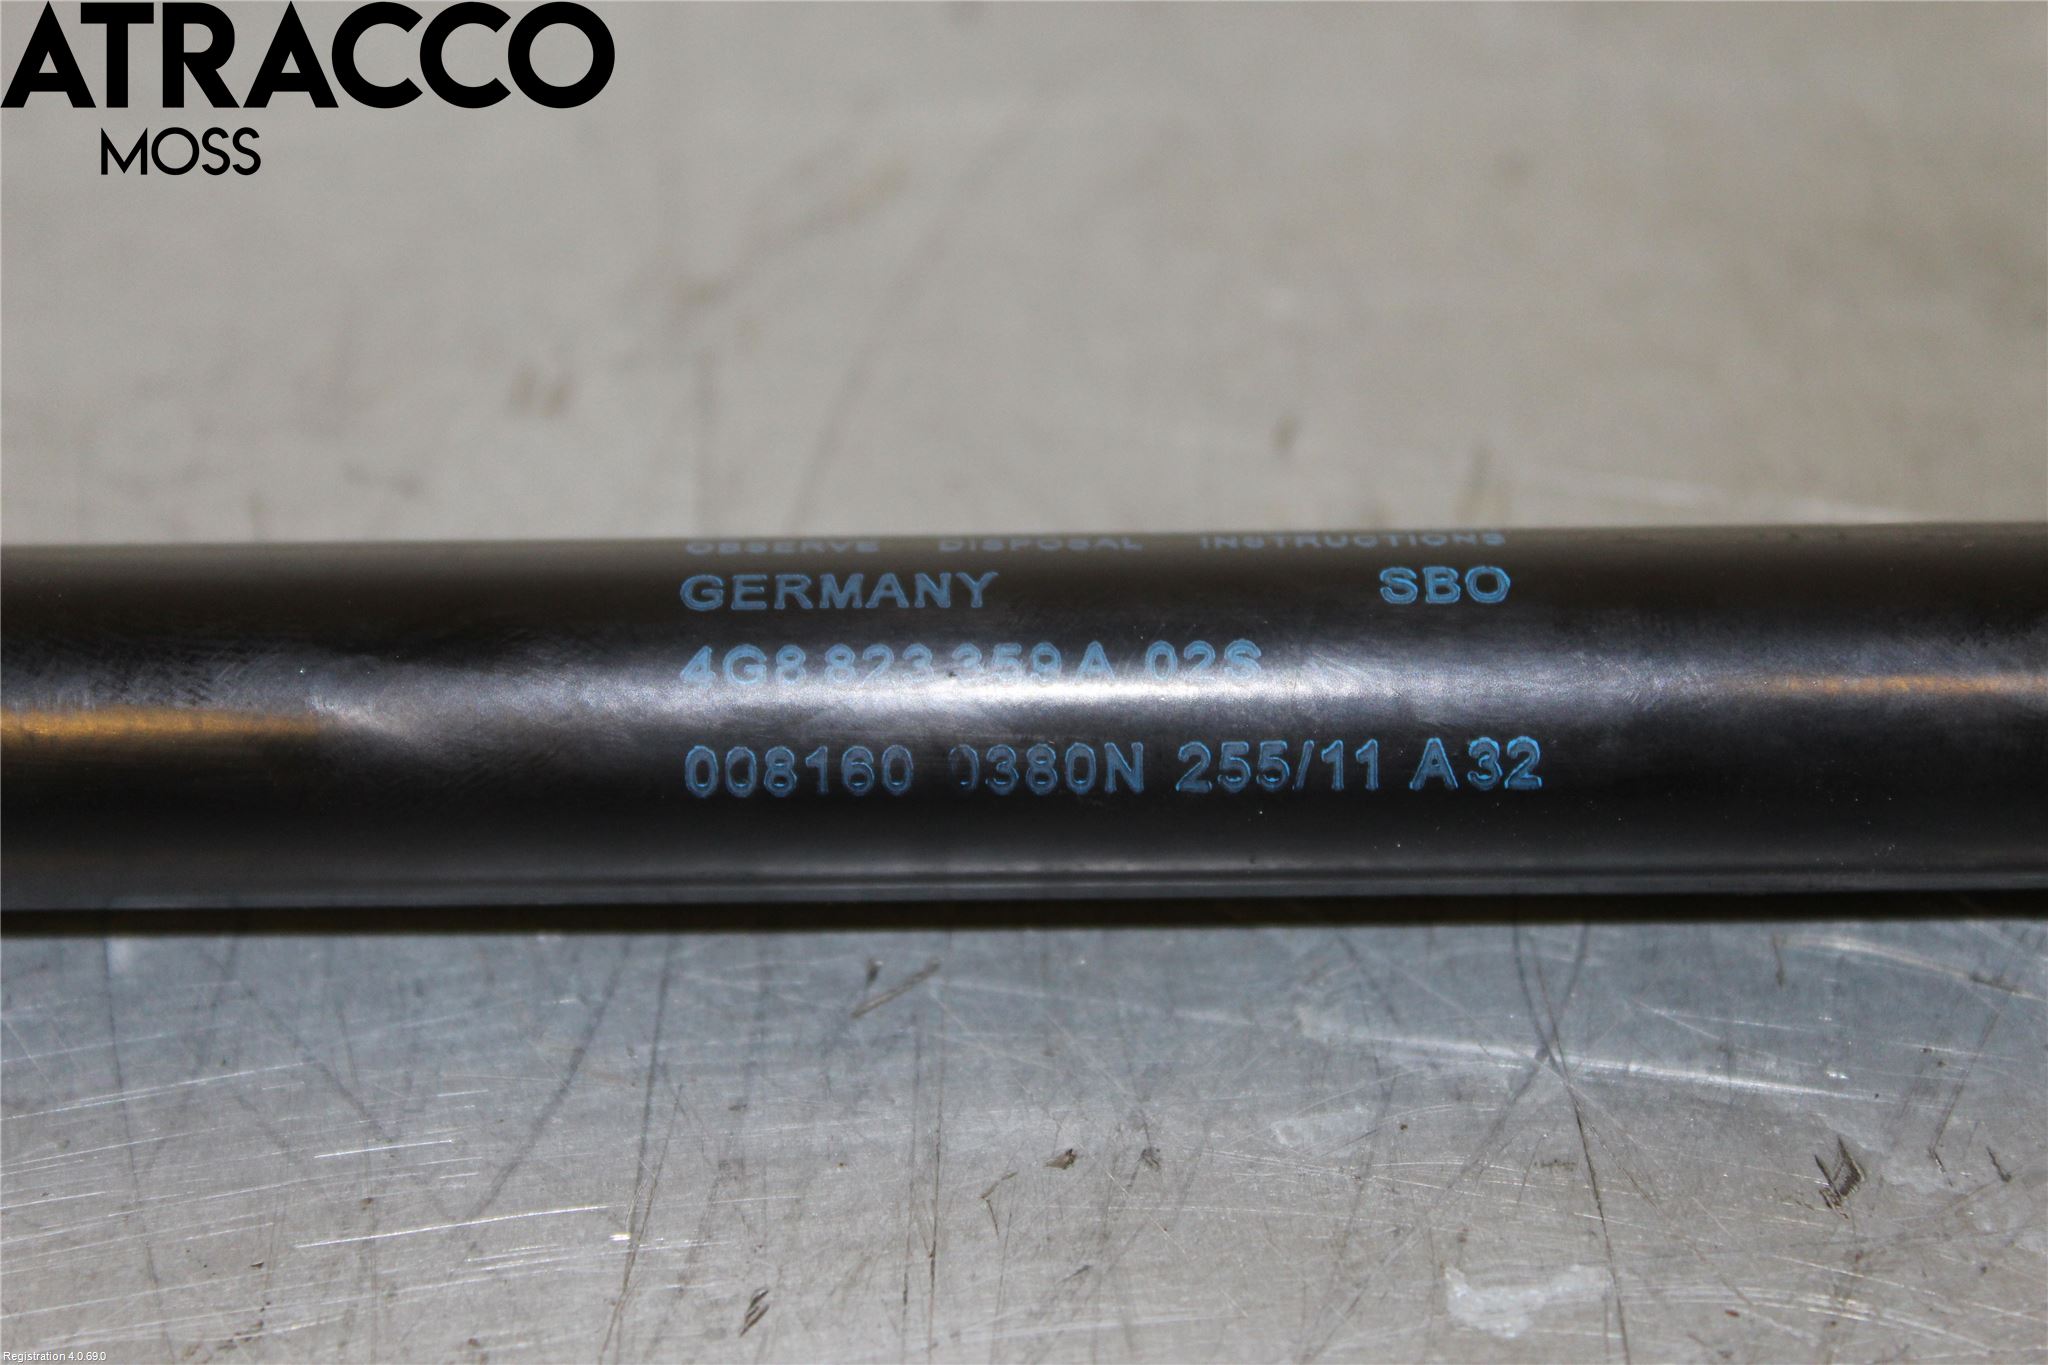 ATRACCO
MOSS
OBSERVE DISPOSAL INSTRUCTIONS
GERMANY SBO
4G8 823 359 A 02S
008160 0380N 255/11 A32
Registration 4.0.69.0